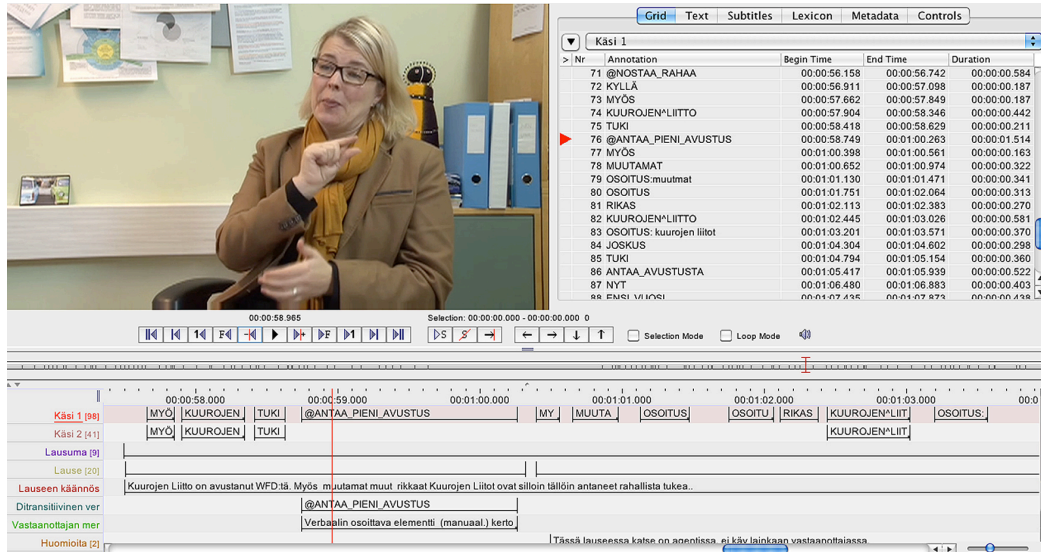 Grid Text Subtitles Lexicon Metadata Controls
Käsi 1
> Nr Annotation Begin Time End Time Duration
71 @NOSTAA_RAHAA 00:00:56.158 00:00:56.742 00:00:00.584
72 KYLLÄ 00:00:56.911 00:00:57.098 00:00:00.187
73 MYÖS 00:00:57.662 00:00:57.849 00:00:00.187
74 KUUROJEN^LIITTO 00:00:57.904 00:00:58.346 00:00:00.442
75 TUKI 00:00:58.418 00:00:58.629 00:00:00.211
76 @ANTAA_PIENI_AVUSTUS 00:00:58.749 00:01:00.263 00:00:01.514
77 MYÖS 00:01:00.398 00:01:00.561 00:00:00.163
78 MUUTAMAT 00:01:00.652 00:01:00.974 00:00:00.322
79 OSOITUS:muutmat 00:01:01.130 00:01:01.471 00:00:00.341
80 OSOITUS 00:01:01.751 00:01:02.064 00:00:00.313
81 RIKAS 00:01:02.113 00:01:02.383 00:00:00.270
82 KUUROJEN^LIITTO 00:01:02.445 00:01:03.026 00:00:00.581
83 OSOITUS: kuurojen liitot 00:01:03.201 00:01:03.571 00:00:00.370
84 JOSKUS 00:01:04.304 00:01:04.602 00:00:00.298
85 TUKI 00:01:04.794 00:01:05.154 00:00:00.360
86 ANTAA_AVUSTUSTA 00:01:05.417 00:01:05.939 00:00:00.522
87 NYT 00:01:06.480 00:01:06.883 00:00:00.403
88 ENSI_VUOSI 00:01:07.435 00:01:07.873 00:00:00.438
00:00:58.965 Selection: 00:00:00.000 - 00:00:00.000 0
1 F F 1 S S Selection Mode Loop Mode
00:00:58.000 00:00:59.000 00:01:00.000 00:01:01.000 00:01:02.000 00:01:03.000 00:0
Käsi 1 [98] MYÖ KUUROJEN TUKI @ANTAA_PIENI_AVUSTUS MY MUUTA OSOITUS OSOITU RIKAS KUUROJEN^LIIT OSOITUS:
Käsi 2 [41] MYÖ KUUROJEN TUKI KUUROJEN^LIIT
Lausuma [9]
Lause [20]
Lauseen käännös Kuurojen Liitto on avustanut WFD:tä. Myös muutamat muut rikkaat Kuurojen Liitot ovat silloin tällöin antaneet rahallista tukea..
Ditransitiivinen ver @ANTAA_PIENI_AVUSTUS
Vastaanottajan mer Verbaalin osoittava elementti (manuaal.) kerto
Huomioita [2] Tässä lauseessa katse on agentissa, ei käy lainkaan vastaanottajassa.